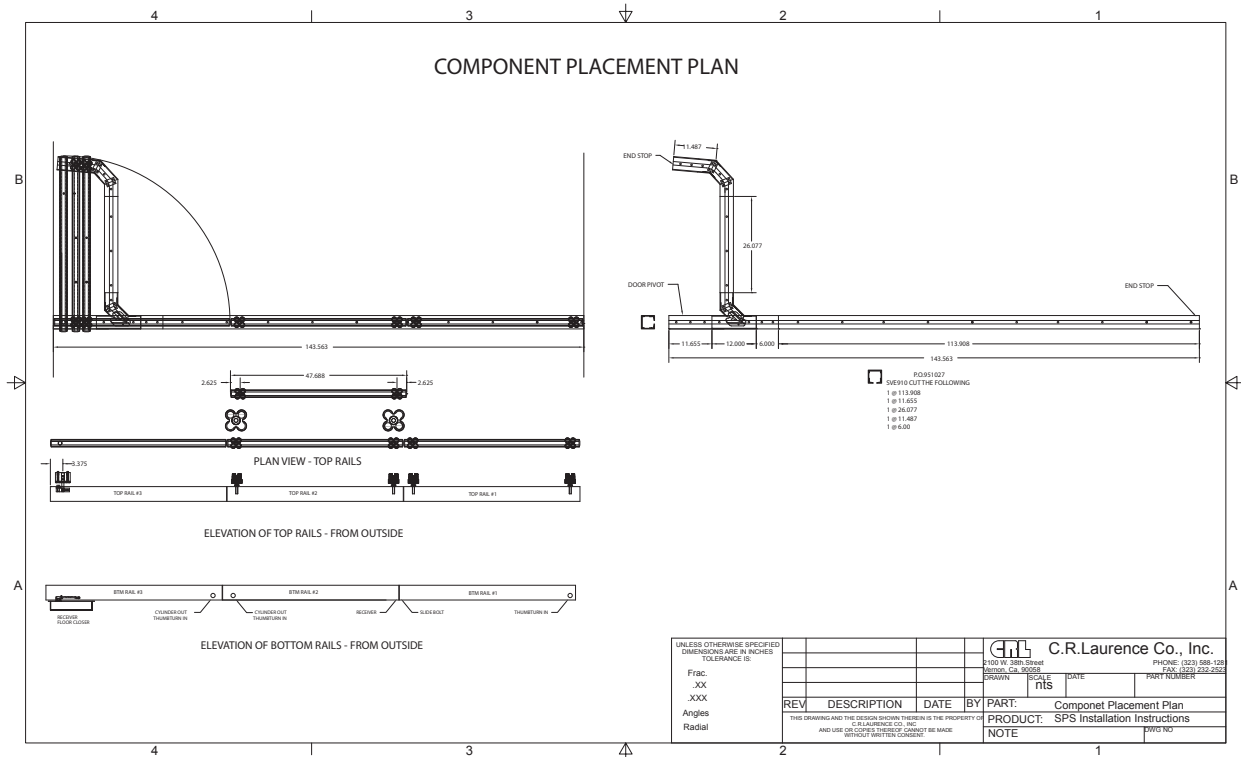 4
3
2
1
COMPONENT PLACEMENT PLAN
B
B
11.487
END STOP
26.077
DOOR PIVOT
END STOP
11.655
12.000
6.000
113.908
143.563
143.563
47.688
2.625
2.625
P.O.951027
SVE910 CUT THE FOLLOWING
1 @ 113.908
1 @ 11.655
1 @ 26.077
1 @ 11.487
1 @ 6.00
PLAN VIEW - TOP RAILS
3.375
TOP RAIL #3
TOP RAIL #2
TOP RAIL #1
ELEVATION OF TOP RAILS - FROM OUTSIDE
A
A
BTM RAIL #3
BTM RAIL #2
BTM RAIL #1
RECEIVER
FLOOR CLOSER
CYLINDER OUT
THUMBTURN IN
CYLINDER OUT
THUMBTURN IN
RECEIVER
SLIDE BOLT
THUMBTURN IN
ELEVATION OF BOTTOM RAILS - FROM OUTSIDE
UNLESS OTHERWISE SPECIFIED
DIMENSIONS ARE IN INCHES
TOLERANCE IS:
Frac.
.XX
.XXX
Angles
Radial
REV DESCRIPTION DATE BY
THIS DRAWING AND THE DESIGN SHOWN THEREIN IS THE PROPERTY OF
C.R.LAURENCE CO., INC
AND USE OR COPIES THEREOF CANNOT BE MADE
WITHOUT WRITTEN CONSENT.
CRL C.R.Laurence Co., Inc.
2100 W. 38th.Street PHONE: (323) 588-1281
Vernon, Ca, 90058 FAX: (323) 232-2523
DRAWN SCALE DATE PART NUMBER
nts
PART: Componet Placement Plan
PRODUCT: SPS Installation Instructions
NOTE DWG NO
4
3
2
1